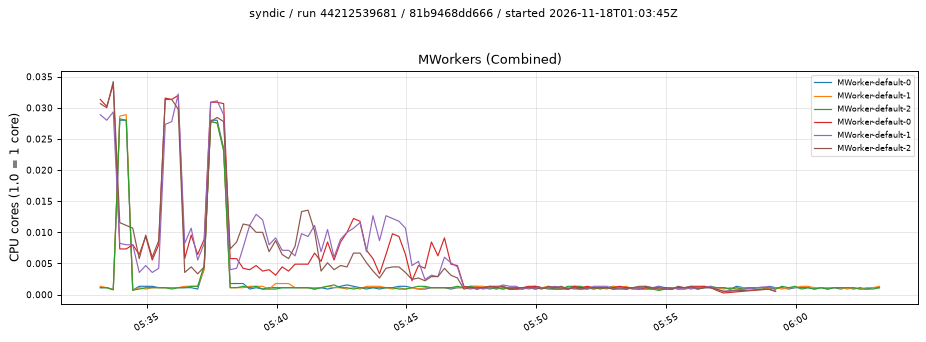 syndic / run 44212539681 / 81b9468dd666 / started 2026-11-18T01:03:45Z
MWorkers (Combined)
CPU cores (1.0 = 1 core)
0.035
0.030
0.025
0.020
0.015
0.010
0.005
0.000
MWorker-default-0
MWorker-default-1
MWorker-default-2
MWorker-default-0
MWorker-default-1
MWorker-default-2
05:35
05:40
05:45
05:50
05:55
06:00